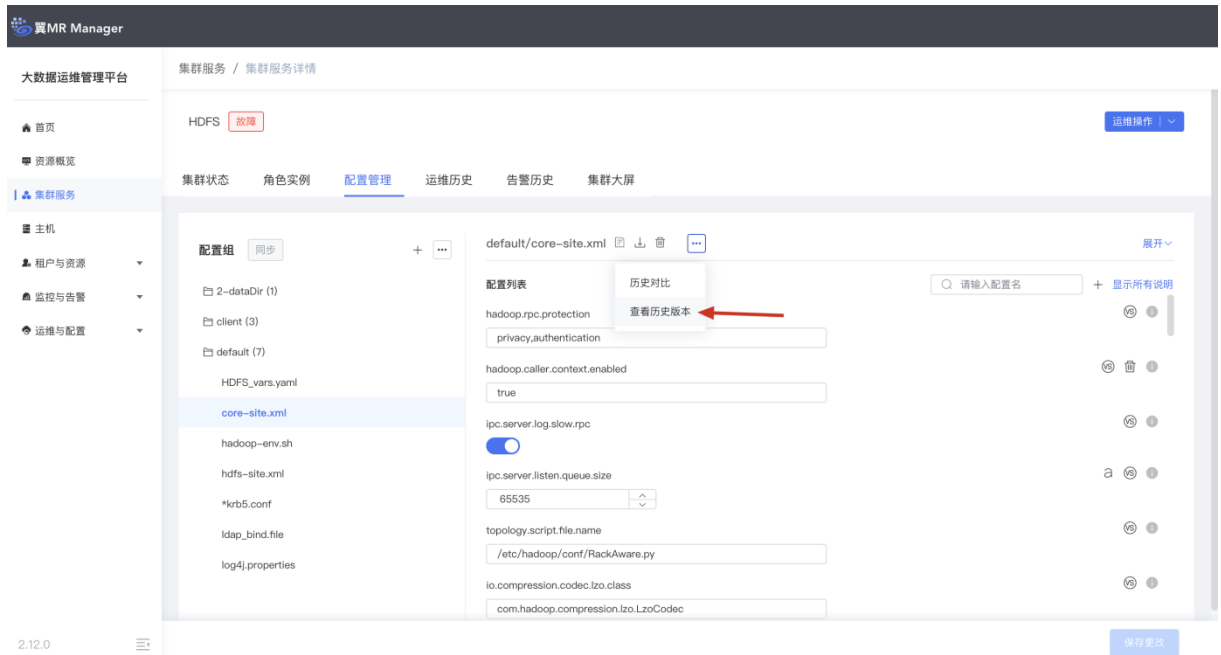 翼MR Manager
大数据运维管理平台
首页
资源概览
集群服务
主机
租户与资源
监控与告警
运维与配置
2.12.0
集群服务 / 集群服务详情
HDFS 故障
运维操作
集群状态 角色实例 配置管理 运维历史 告警历史 集群大屏
配置组 同步
2-dataDir (1)
client (3)
default (7)
HDFS_vars.yaml
core-site.xml
hadoop-env.sh
hdfs-site.xml
*krb5.conf
ldap_bind.file
log4j.properties
default/core-site.xml
展开
历史对比
查看历史版本
配置列表
请输入配置名
显示所有说明
hadoop.rpc.protection
VS
privacy,authentication
hadoop.caller.context.enabled
VS
true
ipc.server.log.slow.rpc
VS
ipc.server.listen.queue.size
a VS
65535
topology.script.file.name
VS
/etc/hadoop/conf/RackAware.py
io.compression.codec.lzo.class
VS
com.hadoop.compression.lzo.LzoCodec
保存更改